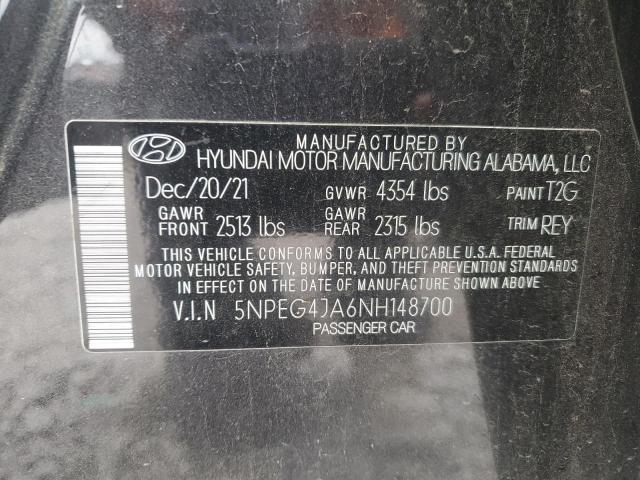 MANUFACTURED BY
HYUNDAI MOTOR MANUFACTURING ALABAMA, LLC
Dec/20/21 GVWR 4354 lbs PAINT T2G
GAWR FRONT 2513 lbs GAWR REAR 2315 lbs TRIM REY
THIS VEHICLE CONFORMS TO ALL APPLICABLE U.S.A. FEDERAL
MOTOR VEHICLE SAFETY, BUMPER, AND THEFT PREVENTION STANDARDS
IN EFFECT ON THE DATE OF MANUFACTURE SHOWN ABOVE.
V.I.N 5NPEG4JA6NH148700
PASSENGER CAR